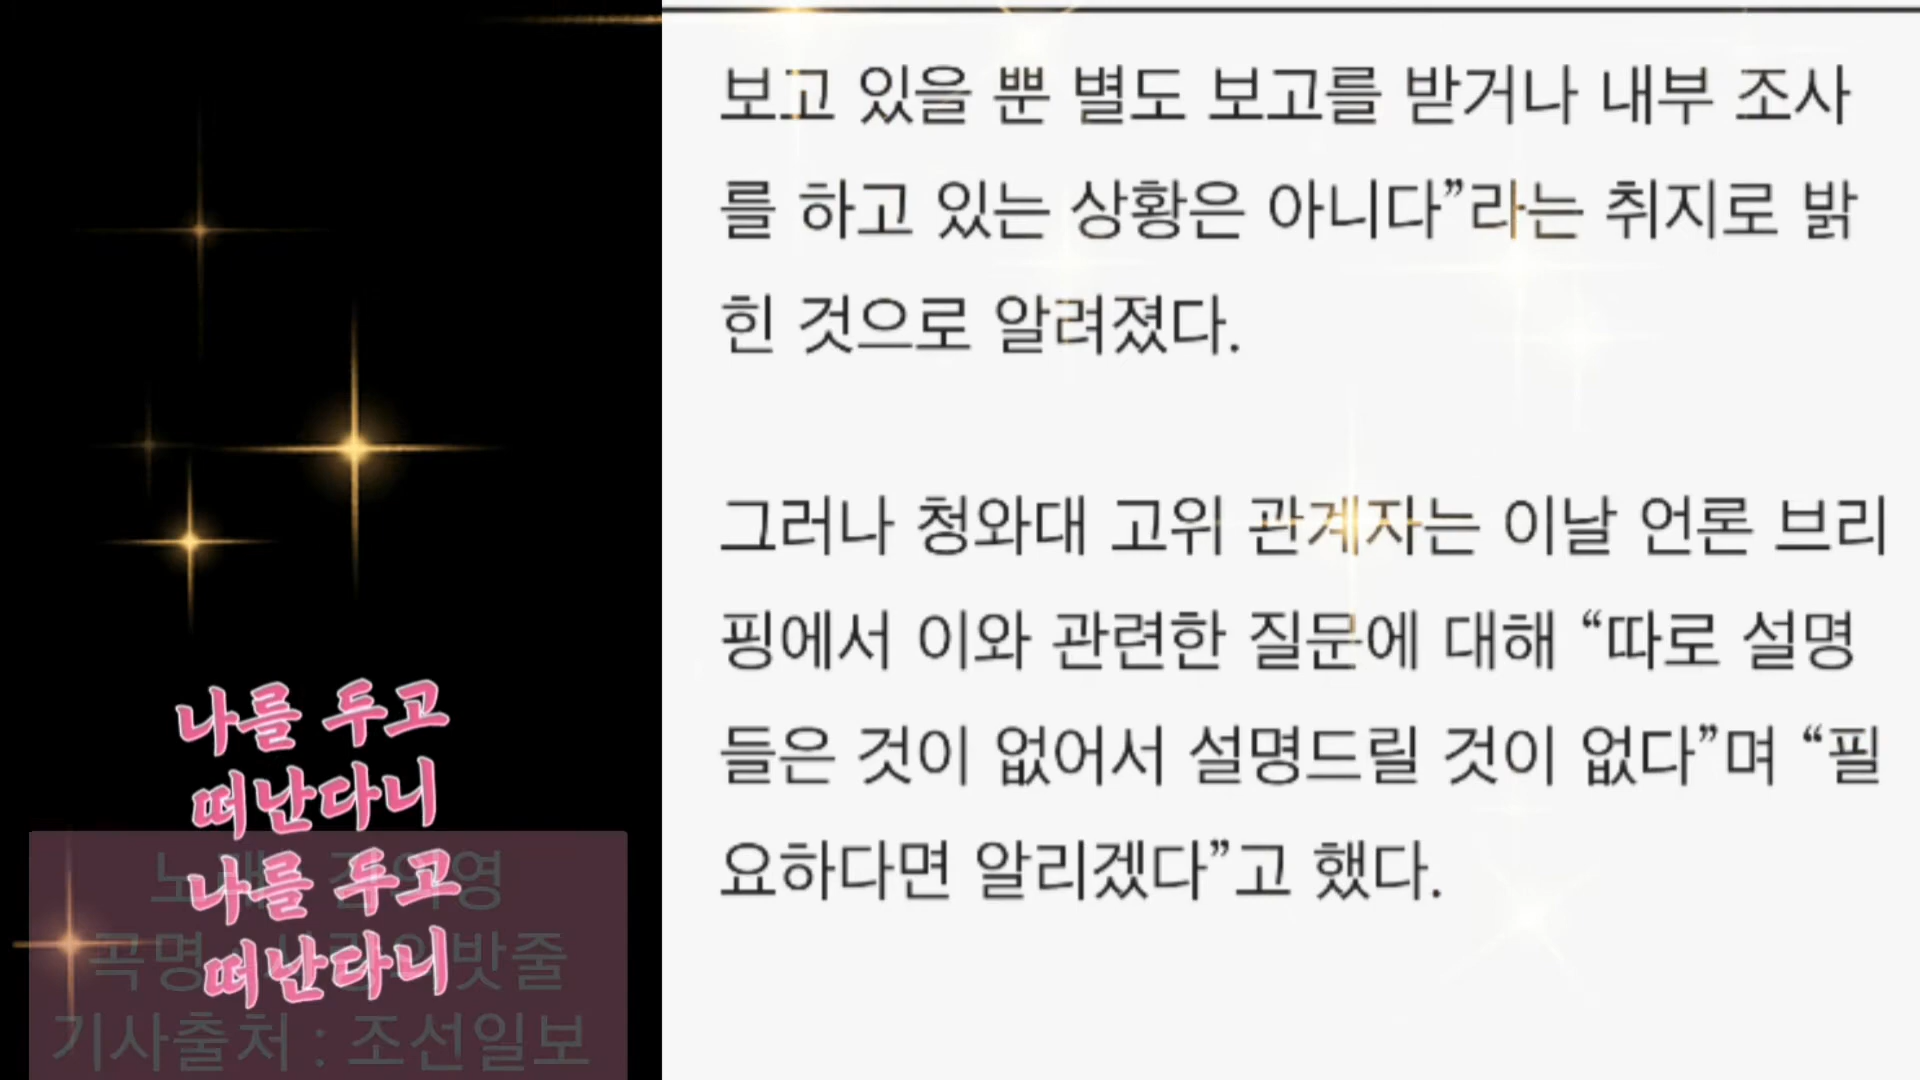 나를 두고
떠난다니
나를 두고
떠난다니
곡명 밧줄
기사출처 : 조선일보
보고 있을 뿐 별도 보고를 받거나 내부 조사
를 하고 있는 상황은 아니다”라는 취지로 밝
힌 것으로 알려졌다.
그러나 청와대 고위 관계자는 이날 언론 브리
핑에서 이와 관련한 질문에 대해 “따로 설명
들은 것이 없어서 설명드릴 것이 없다”며 “필
요하다면 알리겠다”고 했다.